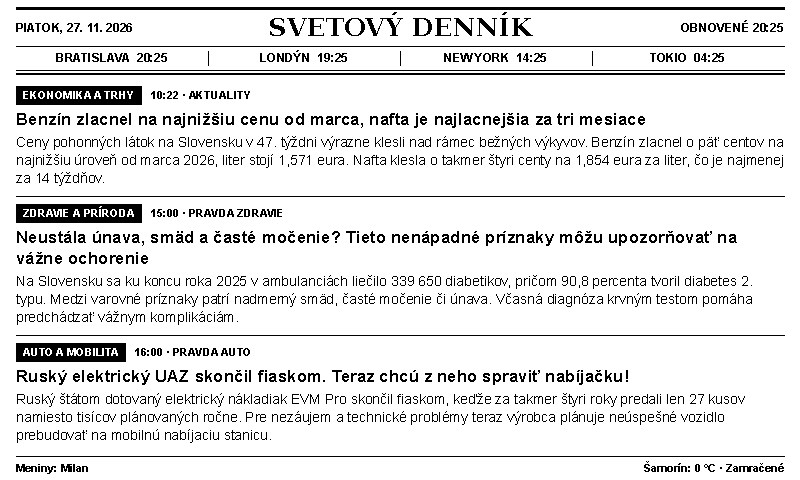 PIATOK, 27. 11. 2026
SVETOVÝ DENNÍK
OBNOVENÉ 20:25
BRATISLAVA 20:25
LONDÝN 19:25
NEW YORK 14:25
TOKIO 04:25
EKONOMIKA A TRHY 10:22 · AKTUALITY
Benzín zlacnel na najnižšiu cenu od marca, nafta je najlacnejšia za tri mesiace
Ceny pohonných látok na Slovensku v 47. týždni výrazne klesli nad rámec bežných výkyvov. Benzín zlacnel o päť centov na
najnižšiu úroveň od marca 2026, liter stojí 1,571 eura. Nafta klesla o takmer štyri centy na 1,854 eura za liter, čo je najmenej
za 14 týždňov.
ZDRAVIE A PRÍRODA 15:00 · PRAVDA ZDRAVIE
Neustála únava, smäd a časté močenie? Tieto nenápadné príznaky môžu upozorňovať na
vážne ochorenie
Na Slovensku sa ku koncu roka 2025 v ambulanciách liečilo 339 650 diabetikov, pričom 90,8 percenta tvoril diabetes 2.
typu. Medzi varovné príznaky patrí nadmerný smäd, časté močenie či únava. Včasná diagnóza krvným testom pomáha
predchádzať vážnym komplikáciám.
AUTO A MOBILITA 16:00 · PRAVDA AUTO
Ruský elektrický UAZ skončil fiaskom. Teraz chcú z neho spraviť nabíjačku!
Ruský štátom dotovaný elektrický nákladiak EVM Pro skončil fiaskom, keďže za takmer štyri roky predali len 27 kusov
namiesto tisícov plánovaných ročne. Pre nezáujem a technické problémy teraz výrobca plánuje neúspešné vozidlo
prebudovať na mobilnú nabíjaciu stanicu.
Meniny: Milan
Šamorín: 0 °C · Zamračené